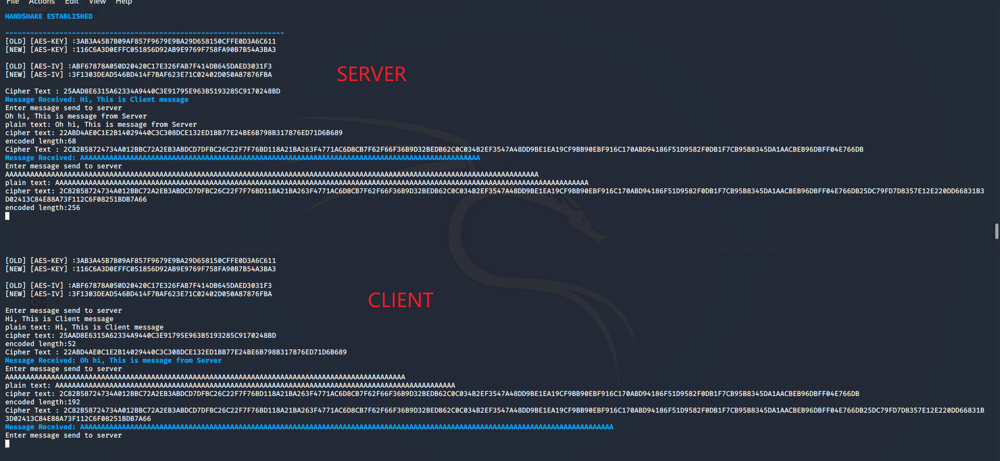 File Actions Edit View Help
HANDSHAKE ESTABLISHED
-------------------------------------------------------------------
[OLD] [AES-KEY] :3AB3A45B7B09AF857F9679E9BA29D658150CFFE0D3A6C611
[NEW] [AES-KEY] :116C6A3D0EFFC051856D92AB9E9769F758FA90B7B54A3BA3
[OLD] [AES-IV] :ABF67878A050D20420C17E326FAB7F414DB645DAED3031F3
[NEW] [AES-IV] :3F1303DEAD546BD414F7BAF623E71C02402D050A87876FBA
SERVER
Cipher Text : 25AAD8E6315A62334A9440C3E91795E963B5193285C9170248BD
Message Received: Hi, This is Client message
Enter message send to server
Oh hi, This is message from Server
plain text: Oh hi, This is message from Server
cipher text: 22ABD4AE0C1E2B14029440C3C308DCE132ED1BB77E24BE6B798B317876ED71D6B689
encoded length:68
Cipher Text : 2C82B58724734A012BBC72A2EB3ABDCD7DFBC26C22F7F76BD118A21BA263F4771AC6D8CB7F62F66F36B9D32BEDB62C0C034B2EF3547A48DD9BE1EA19CF9BB90EBF916C170ABD94186F51D9582F0DB1F7CB95B8345DA1AACBEB96DBFF04E766DB
Message Received: AAAAAAAAAAAAAAAAAAAAAAAAAAAAAAAAAAAAAAAAAAAAAAAAAAAAAAAAAAAAAAAAAAAAAAAAAAAAAAAAAAAAAAAAAAAAAAAA
Enter message send to server
AAAAAAAAAAAAAAAAAAAAAAAAAAAAAAAAAAAAAAAAAAAAAAAAAAAAAAAAAAAAAAAAAAAAAAAAAAAAAAAAAAAAAAAAAAAAAAAAAAAAAAAAAAAAAAAAAAAAAAAAAAAAAAAA
plain text: AAAAAAAAAAAAAAAAAAAAAAAAAAAAAAAAAAAAAAAAAAAAAAAAAAAAAAAAAAAAAAAAAAAAAAAAAAAAAAAAAAAAAAAAAAAAAAAAAAAAAAAAAAAAAAAAAAAAAAAAAAAAAAAA
cipher text: 2C82B58724734A012BBC72A2EB3ABDCD7DFBC26C22F7F76BD118A21BA263F4771AC6D8CB7F62F66F36B9D32BEDB62C0C034B2EF3547A48DD9BE1EA19CF9BB90EBF916C170ABD94186F51D9582F0DB1F7CB95B8345DA1AACBEB96DBFF04E766DB25DC79FD7D8357E12E220DD66831B3
D02413C84E88A73F112C6F08251BDB7A66
encoded length:256
[OLD] [AES-KEY] :3AB3A45B7B09AF857F9679E9BA29D658150CFFE0D3A6C611
[NEW] [AES-KEY] :116C6A3D0EFFC051856D92AB9E9769F758FA90B7B54A3BA3
[OLD] [AES-IV] :ABF67878A050D20420C17E326FAB7F414DB645DAED3031F3
[NEW] [AES-IV] :3F1303DEAD546BD414F7BAF623E71C02402D050A87876FBA
CLIENT
Enter message send to server
Hi, This is Client message
plain text: Hi, This is Client message
cipher text: 25AAD8E6315A62334A9440C3E91795E963B5193285C9170248BD
encoded length:52
Cipher Text : 22ABD4AE0C1E2B14029440C3C308DCE132ED1BB77E24BE6B798B317876ED71D6B689
Message Received: Oh hi, This is message from Server
Enter message send to server
AAAAAAAAAAAAAAAAAAAAAAAAAAAAAAAAAAAAAAAAAAAAAAAAAAAAAAAAAAAAAAAAAAAAAAAAAAAAAAAAAAAAAAAAAAAAAAAA
plain text: AAAAAAAAAAAAAAAAAAAAAAAAAAAAAAAAAAAAAAAAAAAAAAAAAAAAAAAAAAAAAAAAAAAAAAAAAAAAAAAAAAAAAAAAAAAAAAAA
cipher text: 2C82B58724734A012BBC72A2EB3ABDCD7DFBC26C22F7F76BD118A21BA263F4771AC6D8CB7F62F66F36B9D32BEDB62C0C034B2EF3547A48DD9BE1EA19CF9BB90EBF916C170ABD94186F51D9582F0DB1F7CB95B8345DA1AACBEB96DBFF04E766DB
encoded length:192
Cipher Text : 2C82B58724734A012BBC72A2EB3ABDCD7DFBC26C22F7F76BD118A21BA263F4771AC6D8CB7F62F66F36B9D32BEDB62C0C034B2EF3547A48DD9BE1EA19CF9BB90EBF916C170ABD94186F51D9582F0DB1F7CB95B8345DA1AACBEB96DBFF04E766DB25DC79FD7D8357E12E220DD66831B
3D02413C84E88A73F112C6F08251BDB7A66
Message Received: AAAAAAAAAAAAAAAAAAAAAAAAAAAAAAAAAAAAAAAAAAAAAAAAAAAAAAAAAAAAAAAAAAAAAAAAAAAAAAAAAAAAAAAAAAAAAAAAAAAAAAAAAAAAAAAAAAAAAAAAAAAAAAAA
Enter message send to server